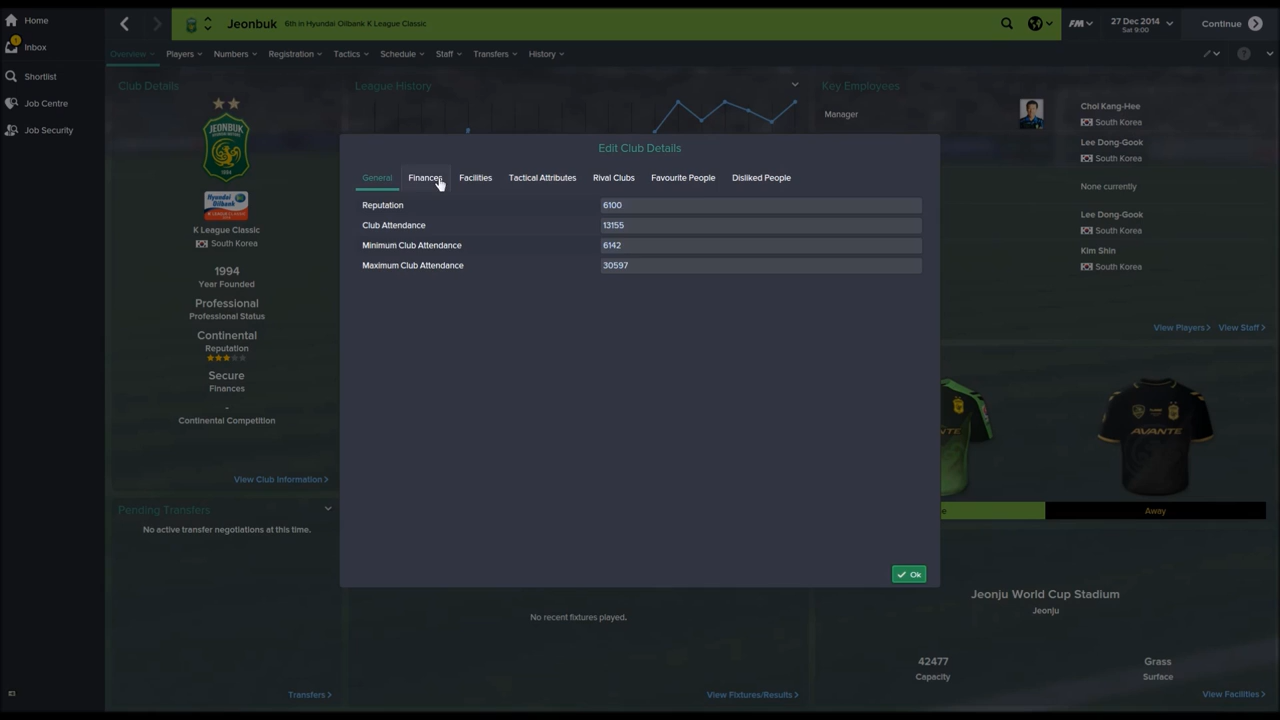 Home
Inbox
Shortlist
Job Centre
Job Security
Jeonbuk 6th in Hyundai Oilbank K League Classic
FM
27 Dec 2014
Sat 9:00
Continue
Overview Players Numbers Registration Tactics Schedule Staff Transfers History
Club Details
JEONBUK
1994
Hyundai
Oilbank
K League Classic
South Korea
1994
Year Founded
Professional
Professional Status
Continental
Reputation
Secure
Finances
-
Continental Competition
View Club Information >
League History
Key Employees
Manager
Choi Kang-Hee
South Korea
Lee Dong-Gook
South Korea
None currently
Lee Dong-Gook
South Korea
Kim Shin
South Korea
View Players > View Staff >
Edit Club Details
General Finances Facilities Tactical Attributes Rival Clubs Favourite People Disliked People
Reputation 6100
Club Attendance 13155
Minimum Club Attendance 6142
Maximum Club Attendance 30597
Ok
AVANTE
Away
Pending Transfers
No active transfer negotiations at this time.
Transfers >
No recent fixtures played.
View Fixtures/Results >
Jeonju World Cup Stadium
Jeonju
42477
Capacity
Grass
Surface
View Facilities >